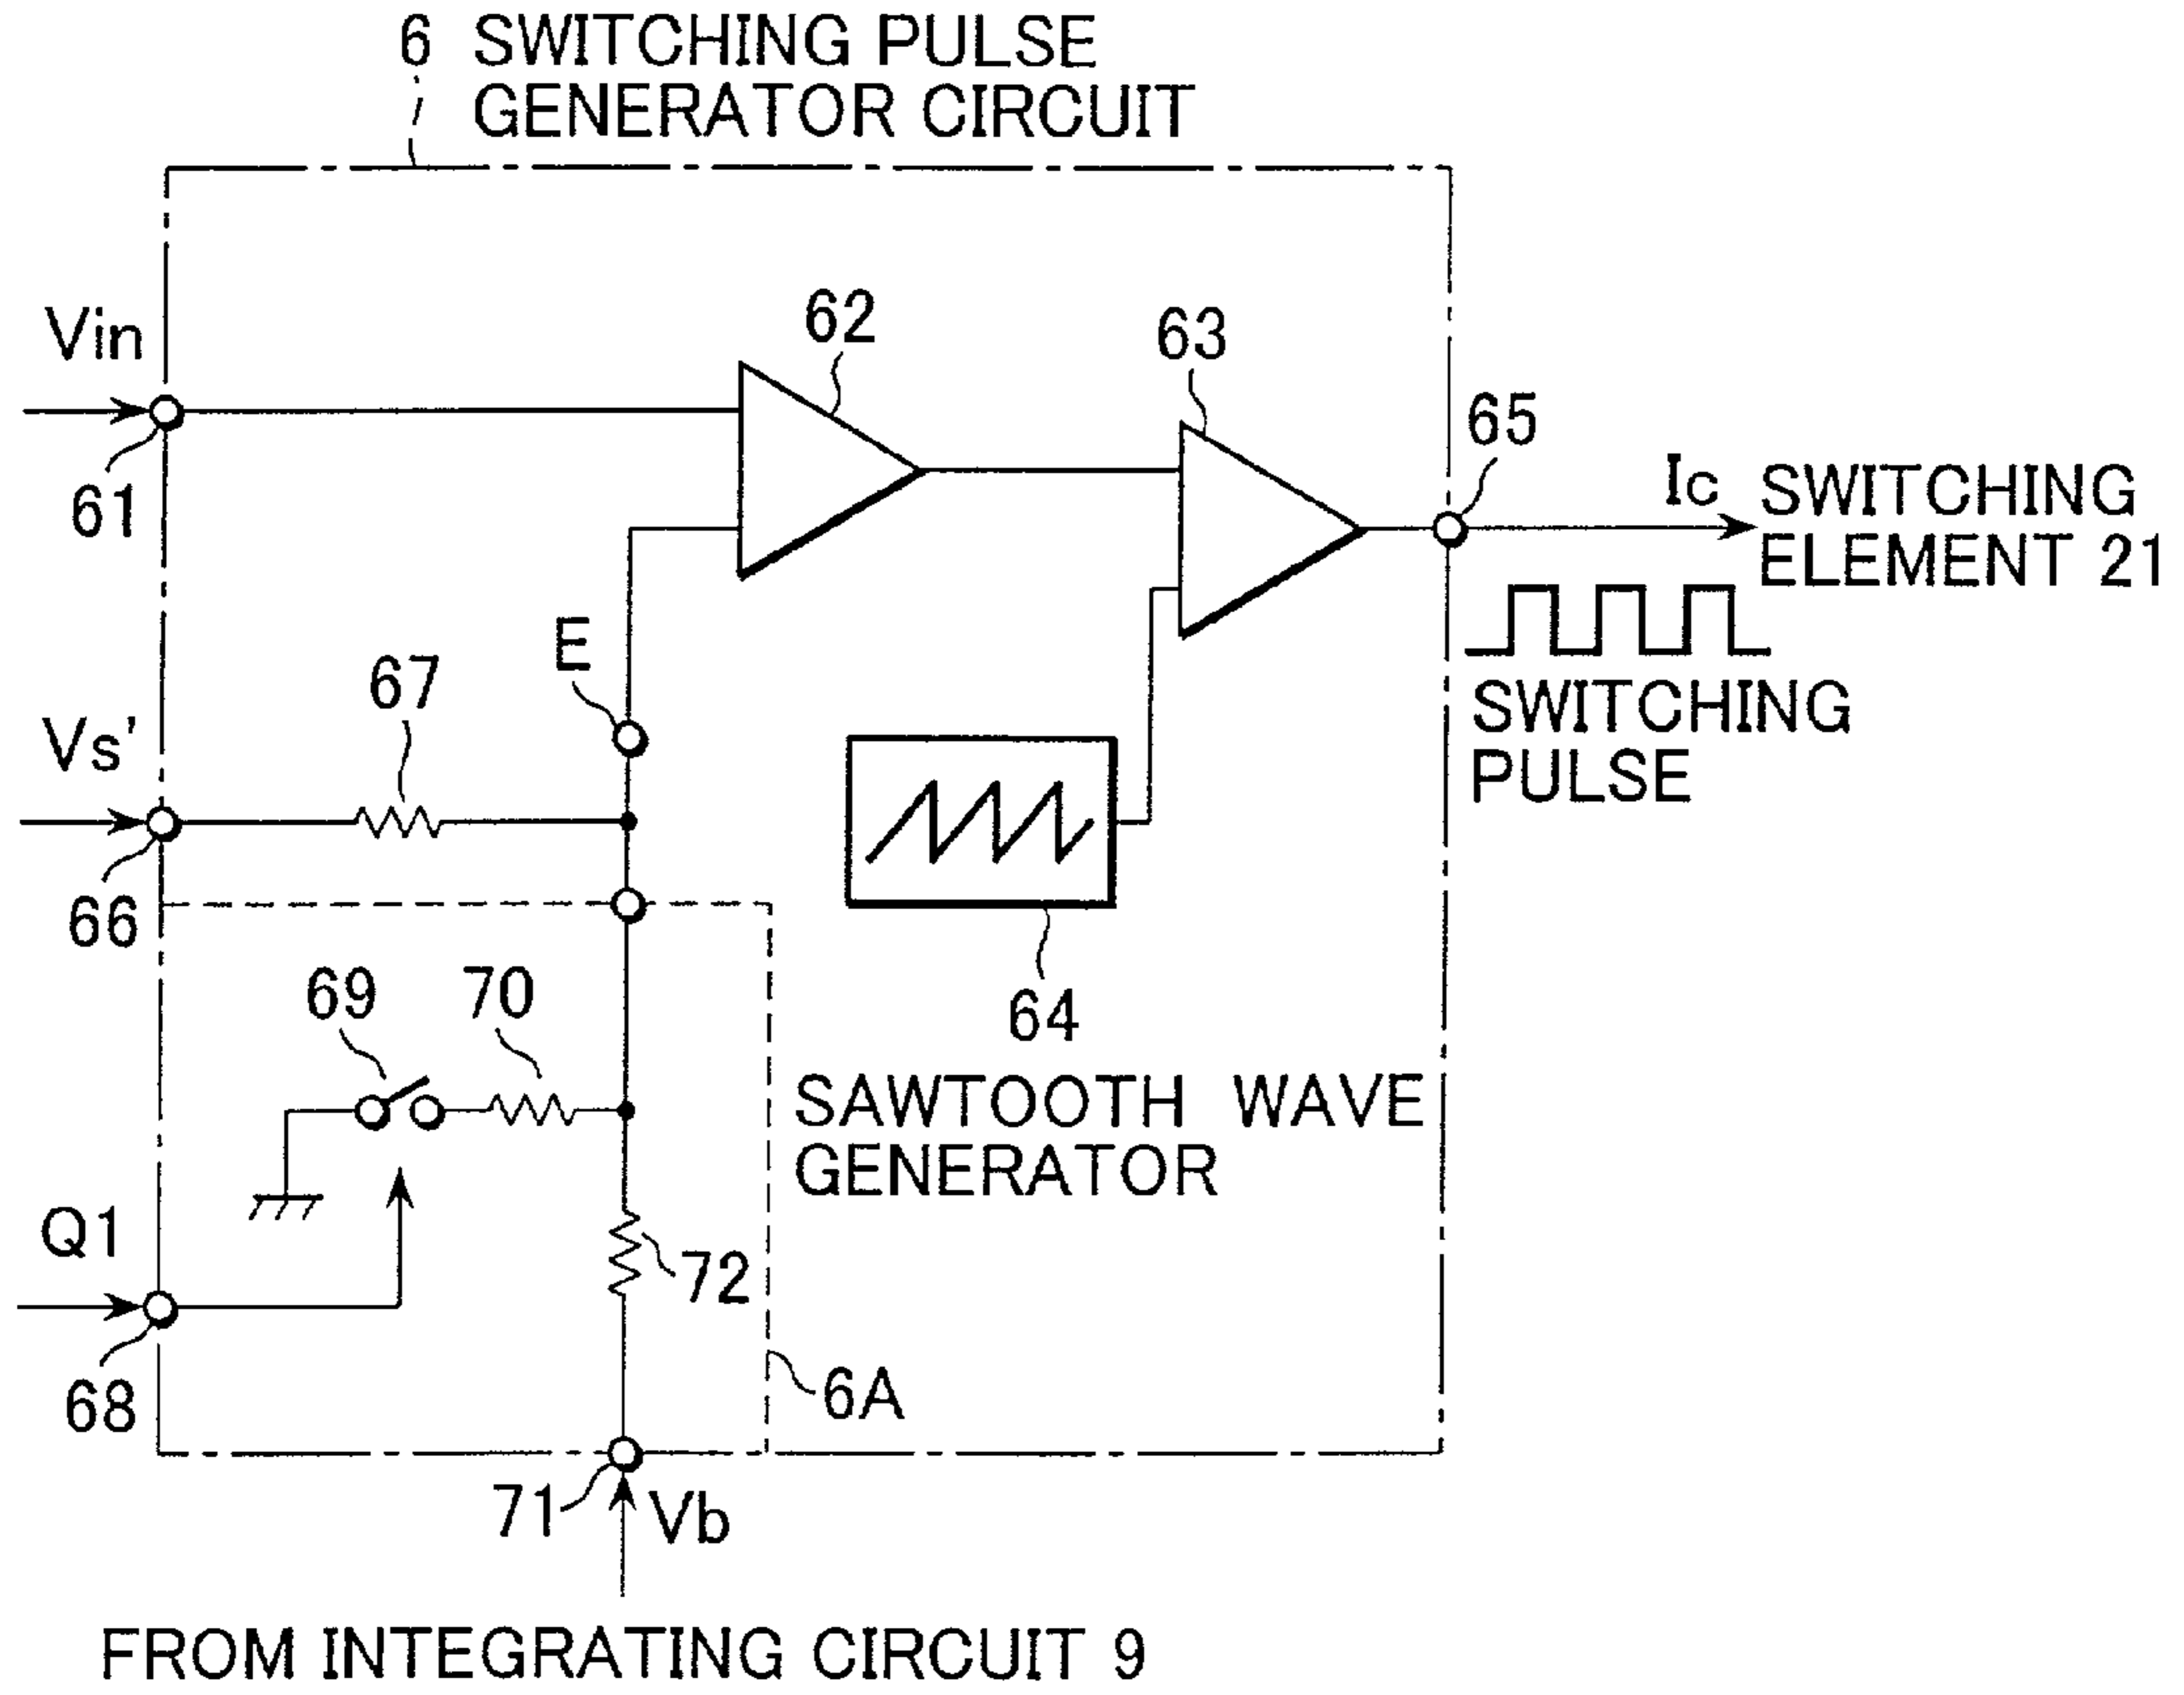 6 SWITCHING PULSE
GENERATOR CIRCUIT
Vin
62
63
61
65
Ic SWITCHING
ELEMENT 21
E
67
Vs'
SWITCHING
PULSE
66
69
70
64
SAWTOOTH WAVE
GENERATOR
Q1
72
68
6A
71
Vb
FROM INTEGRATING CIRCUIT 9